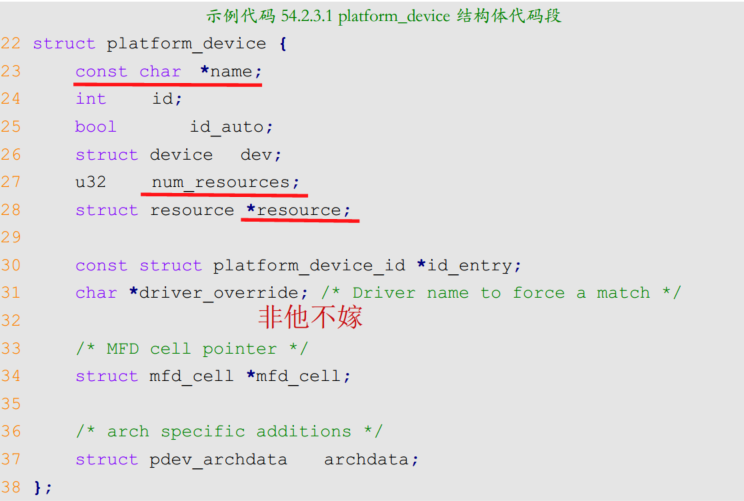 示例代码 54.2.3.1 platform_device 结构体代码段
22 struct platform_device {
23     const char  *name;
24     int    id;
25     bool       id_auto;
26     struct device   dev;
27     u32    num_resources;
28     struct resource *resource;
29
30     const struct platform_device_id *id_entry;
31     char *driver_override; /* Driver name to force a match */
32     非他不嫁
33     /* MFD cell pointer */
34     struct mfd_cell *mfd_cell;
35
36     /* arch specific additions */
37     struct pdev_archdata   archdata;
38 };